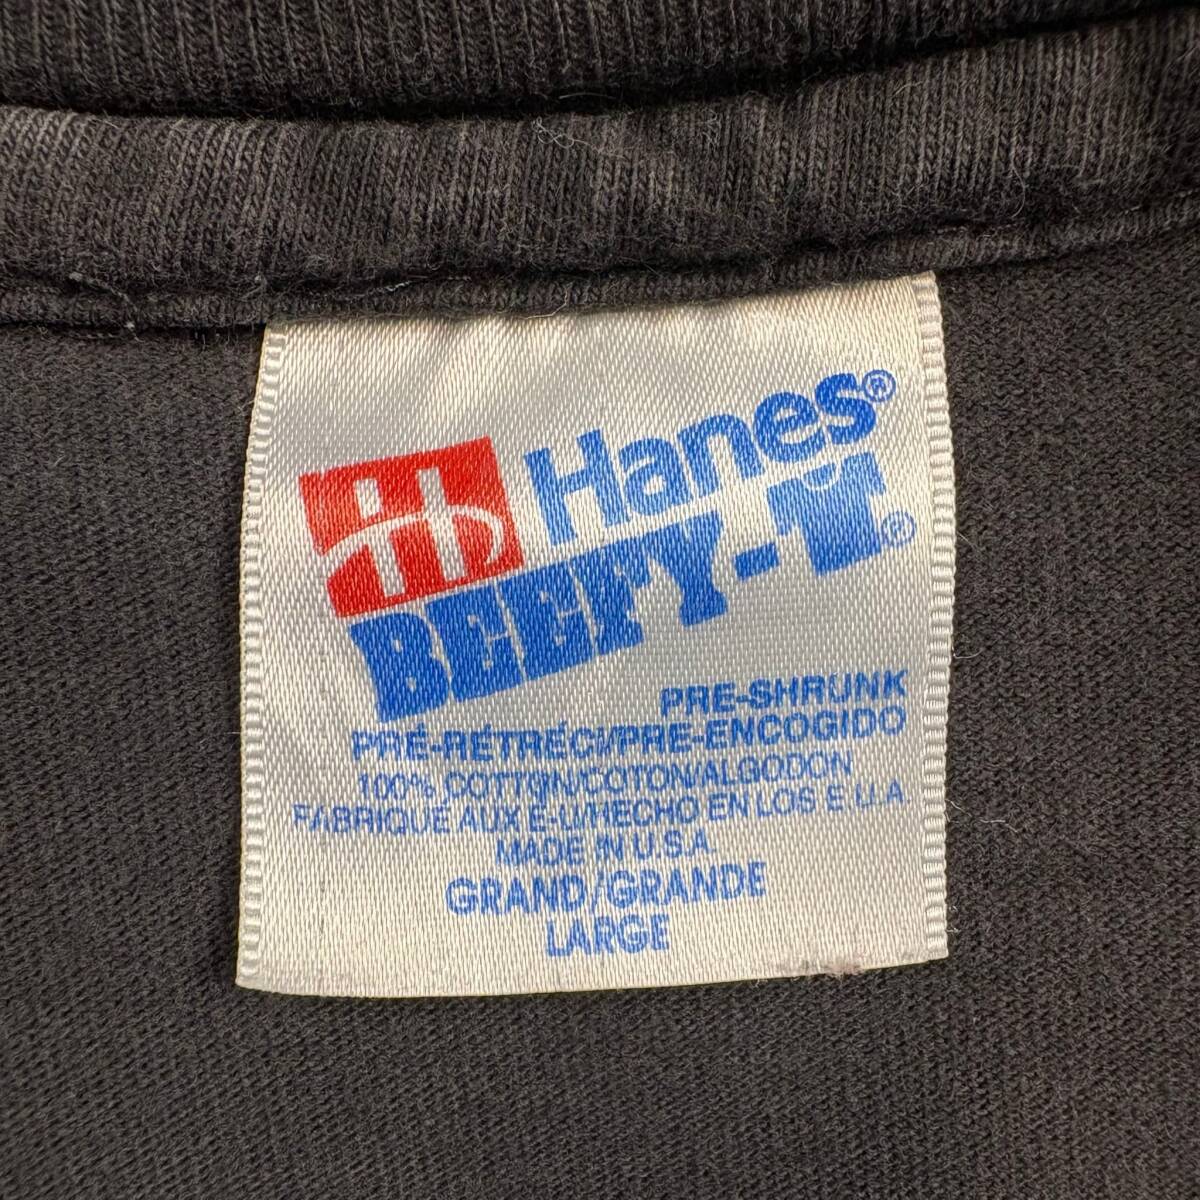 Hanes®
BEEFY-T®
PRE-SHRUNK
PRÉ-RÉTRÉCI/PRE-ENCOGIDO
100% COTTON/COTON/ALGODON
FABRIQUÉ AUX É-U/HECHO EN LOS E U.A
MADE IN U.S.A.
GRAND/GRANDE
LARGE